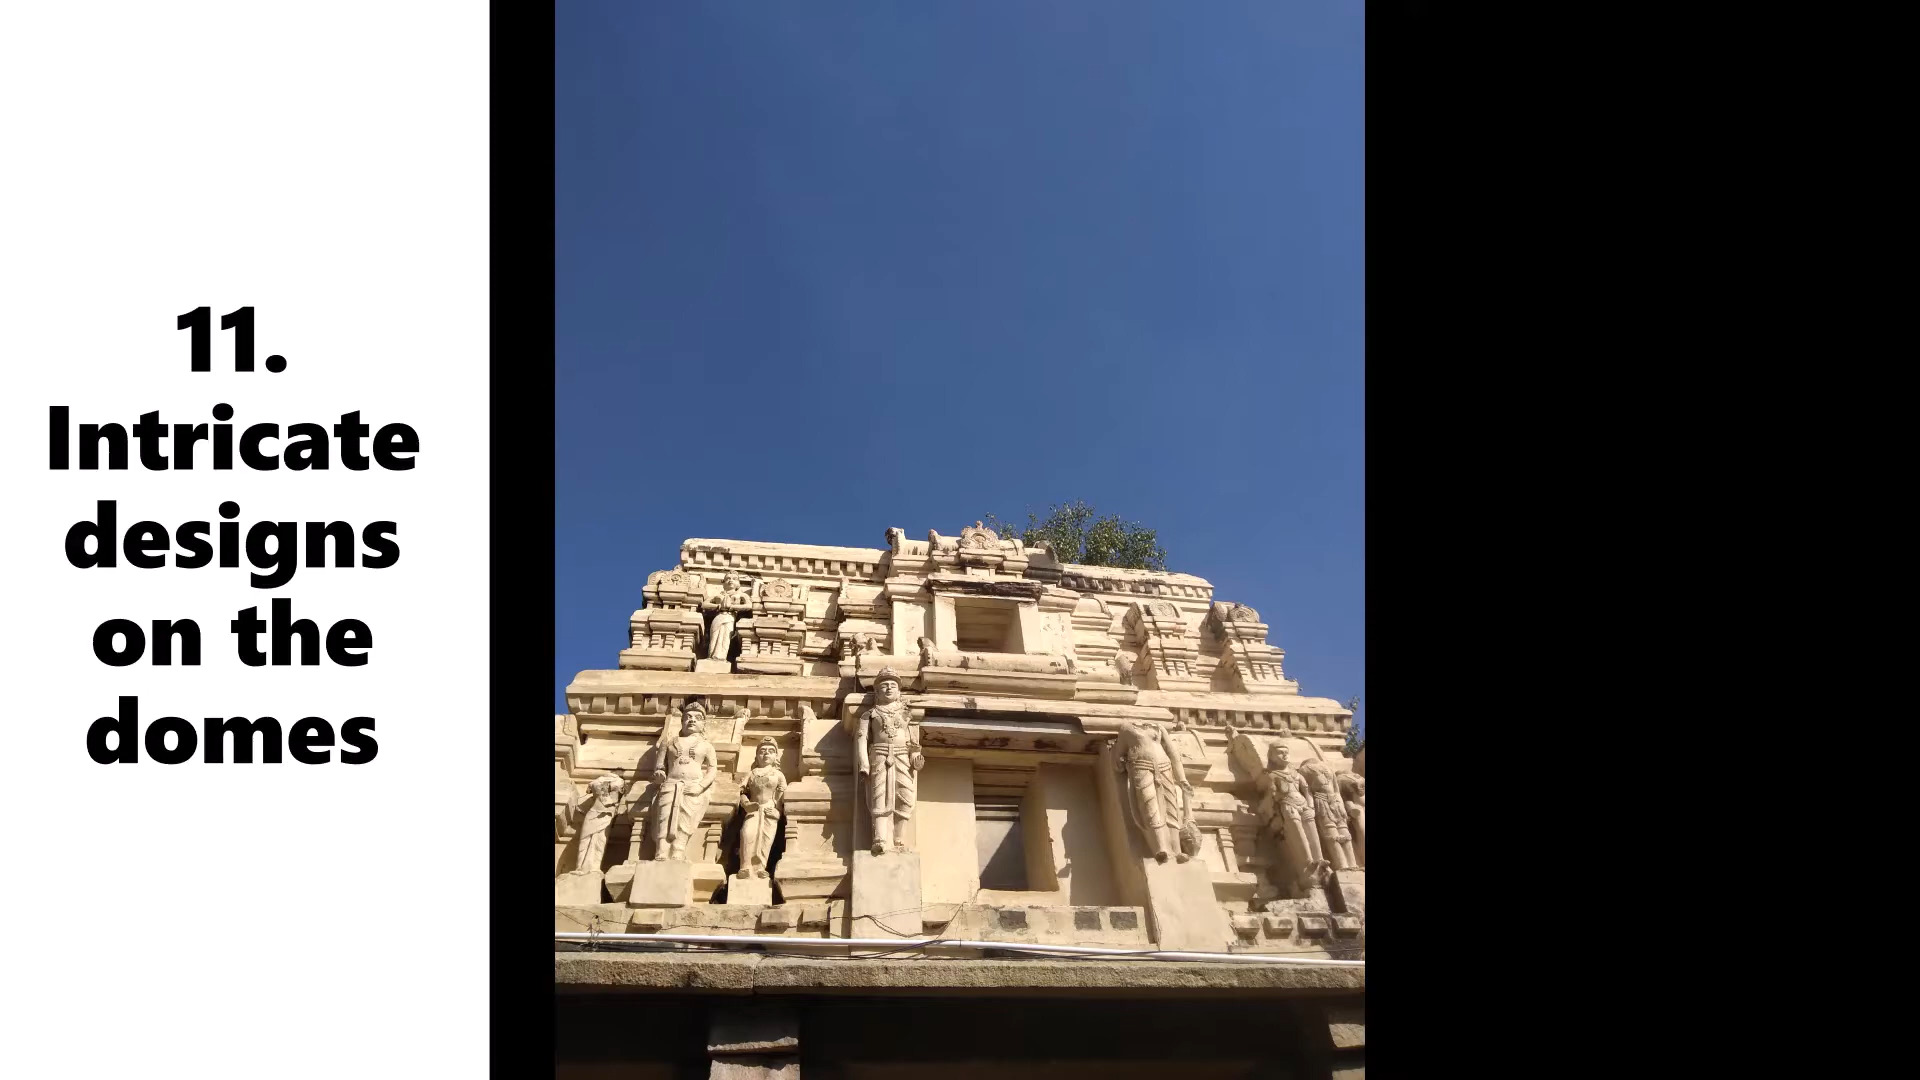 11.
Intricate
designs
on the
domes